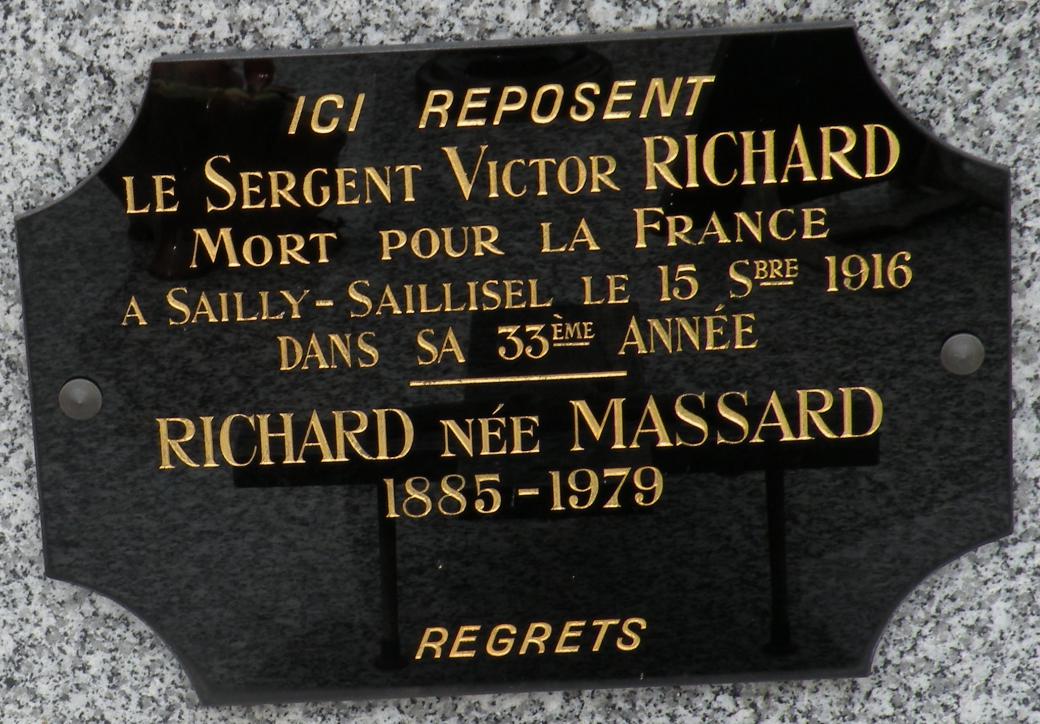 ICI REPOSENT
LE SERGENT VICTOR RICHARD
MORT POUR LA FRANCE
A SAILLY-SAILLISEL LE 15 SBRE 1916
DANS SA 33ÈME ANNÉE
RICHARD NÉE MASSARD
1885-1979
REGRETS